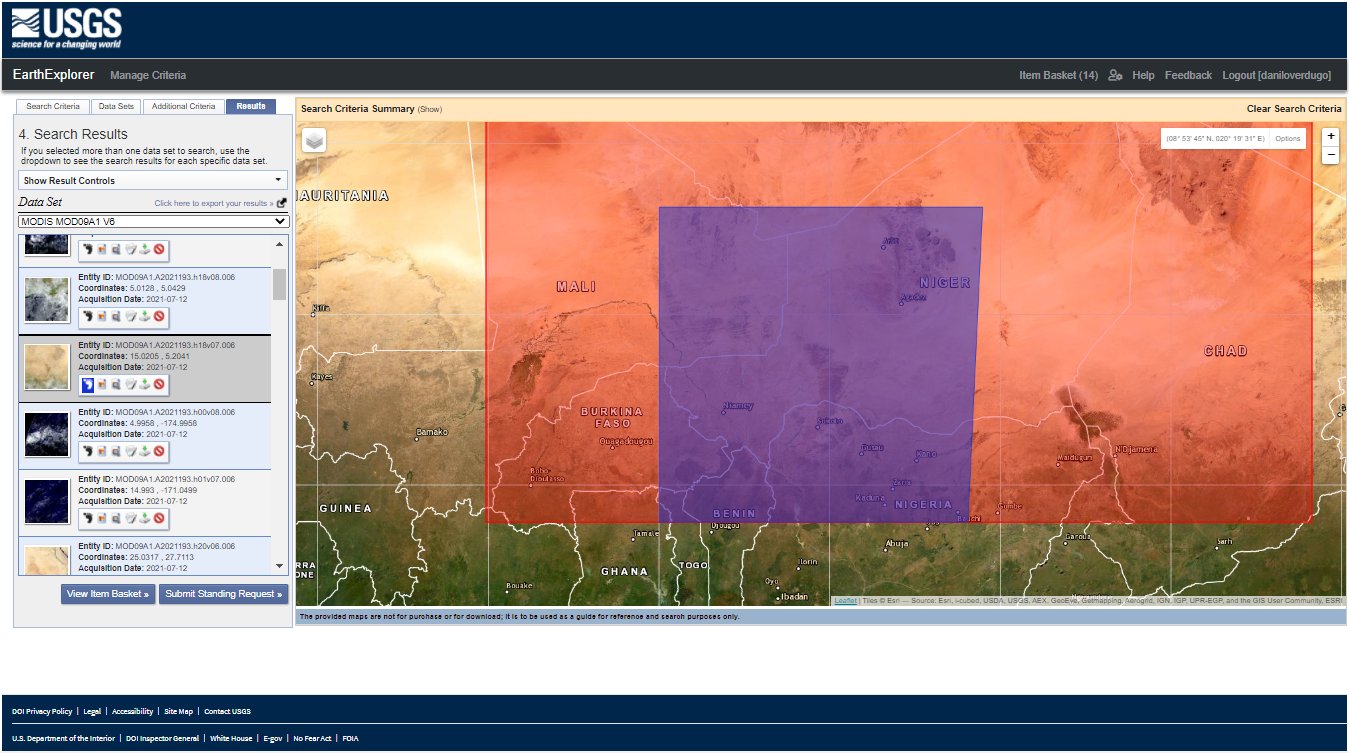 USGS
science for a changing world
EarthExplorer Manage Criteria Item Basket (14) Help Feedback Logout [daniloverdugo]
Search Criteria Data Sets Additional Criteria Results
4. Search Results
If you selected more than one data set to search, use the
dropdown to see the search results for each specific data set.
Show Result Controls
Data Set Click here to export your results »
MODIS MOD09A1 V6
Entity ID: MOD09A1.A2021193.h18v08.006
Coordinates: 5.0128 , 5.0429
Acquisition Date: 2021-07-12
Entity ID: MOD09A1.A2021193.h18v07.006
Coordinates: 15.0205 , 5.2041
Acquisition Date: 2021-07-12
Entity ID: MOD09A1.A2021193.h00v08.006
Coordinates: 4.9958 , -174.9958
Acquisition Date: 2021-07-12
Entity ID: MOD09A1.A2021193.h01v07.006
Coordinates: 14.993 , -171.0499
Acquisition Date: 2021-07-12
Entity ID: MOD09A1.A2021193.h20v06.006
Coordinates: 25.0317 , 27.7113
Acquisition Date: 2021-07-12
View Item Basket » Submit Standing Request »
Search Criteria Summary (Show) Clear Search Criteria
(08° 53' 45" N, 020° 19' 31" E) Options
+
−
AURITANIA
MALI
NIGER
Agadez
Kiffa
CHAD
Kayes
Niamey
BURKINA
FASO
Bamako
Ouagadougou
Sokoto
Gusau
Kano
Maiduguri
N'Djamena
Bobo-
Dioulasso
Zaria
Kaduna
NIGERIA
Gombe
GUINEA
BENIN
Bauchi
Djougou
Tamale
Jos
Abuja
Garoua
Sarh
RRA
ONE
GHANA
TOGO
Ilorin
Bouake
Oyo
Ibadan
Leaflet | Tiles © Esri — Source: Esri, i-cubed, USDA, USGS, AEX, GeoEye, Getmapping, Aerogrid, IGN, IGP, UPR-EGP, and the GIS User Community, ESRI
The provided maps are not for purchase or for download; it is to be used as a guide for reference and search purposes only.
DOI Privacy Policy | Legal | Accessibility | Site Map | Contact USGS
U.S. Department of the Interior | DOI Inspector General | White House | E-gov | No Fear Act | FOIA